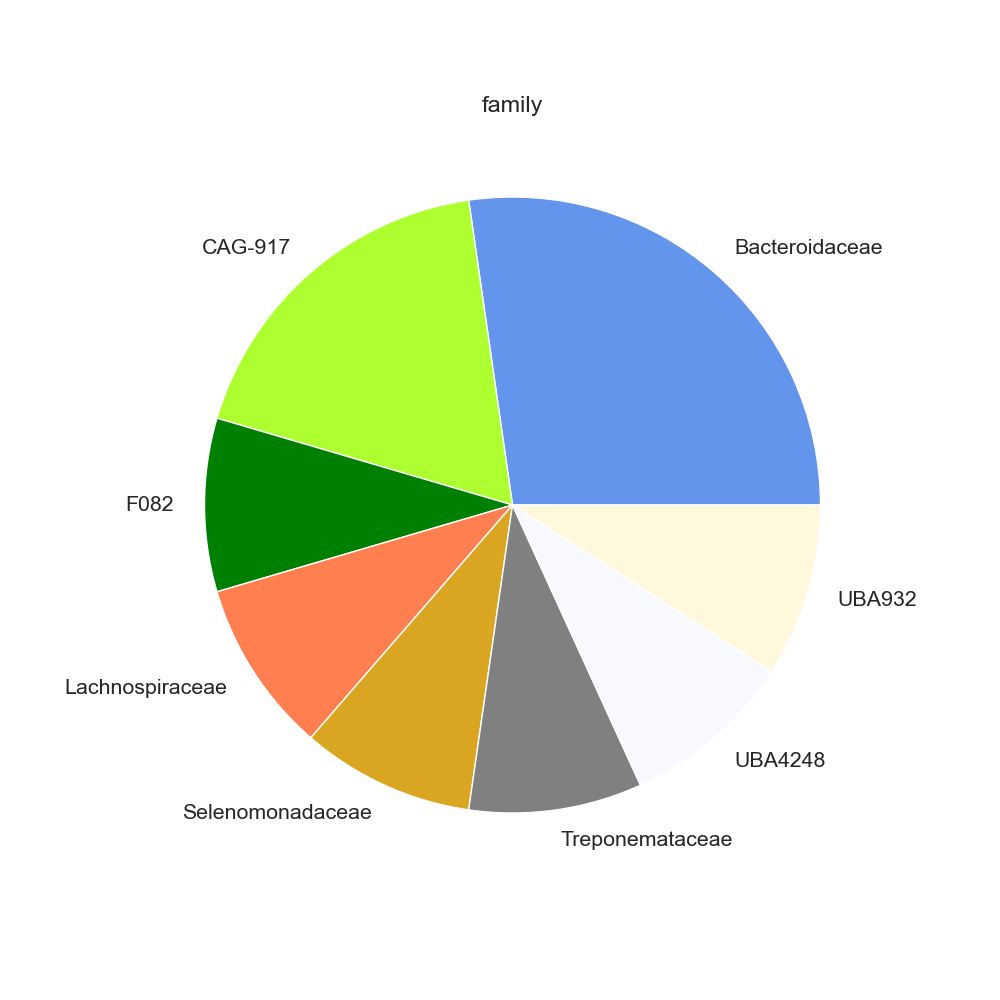 family
CAG-917
Bacteroidaceae
F082
UBA932
Lachnospiraceae
UBA4248
Selenomonadaceae
Treponemataceae